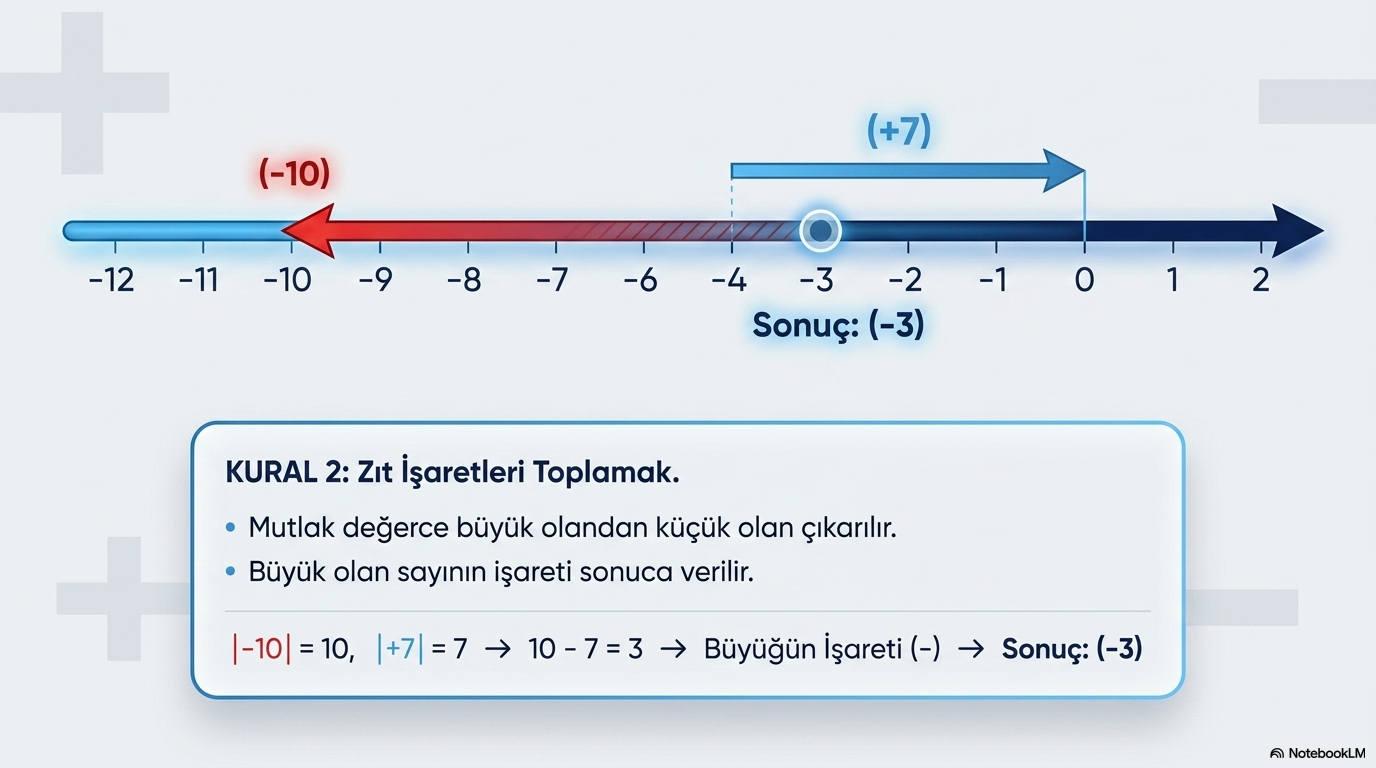 (+7)
(-10)
-12 -11 -10 -9 -8 -7 -6 -4 -3 -2 -1 0 1 2
Sonuç: (-3)
KURAL 2: Zıt İşaretleri Toplamak.
• Mutlak değerce büyük olandan küçük olan çıkarılır.
• Büyük olan sayının işareti sonuca verilir.
|-10| = 10, |+7| = 7 → 10 - 7 = 3 → Büyüğün İşareti (-) → Sonuç: (-3)
NotebookLM